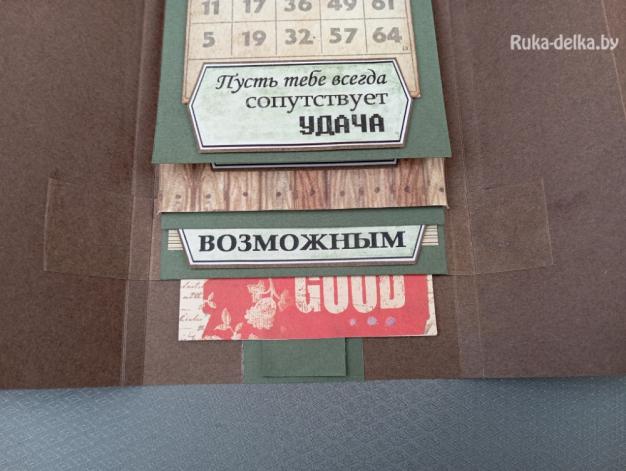 11 17 36 49 61
5 19 32 57 64
Ruka-delka.by
Пусть тебе всегда
сопутствует
УДАЧА
ВОЗМОЖНЫМ
GOOD